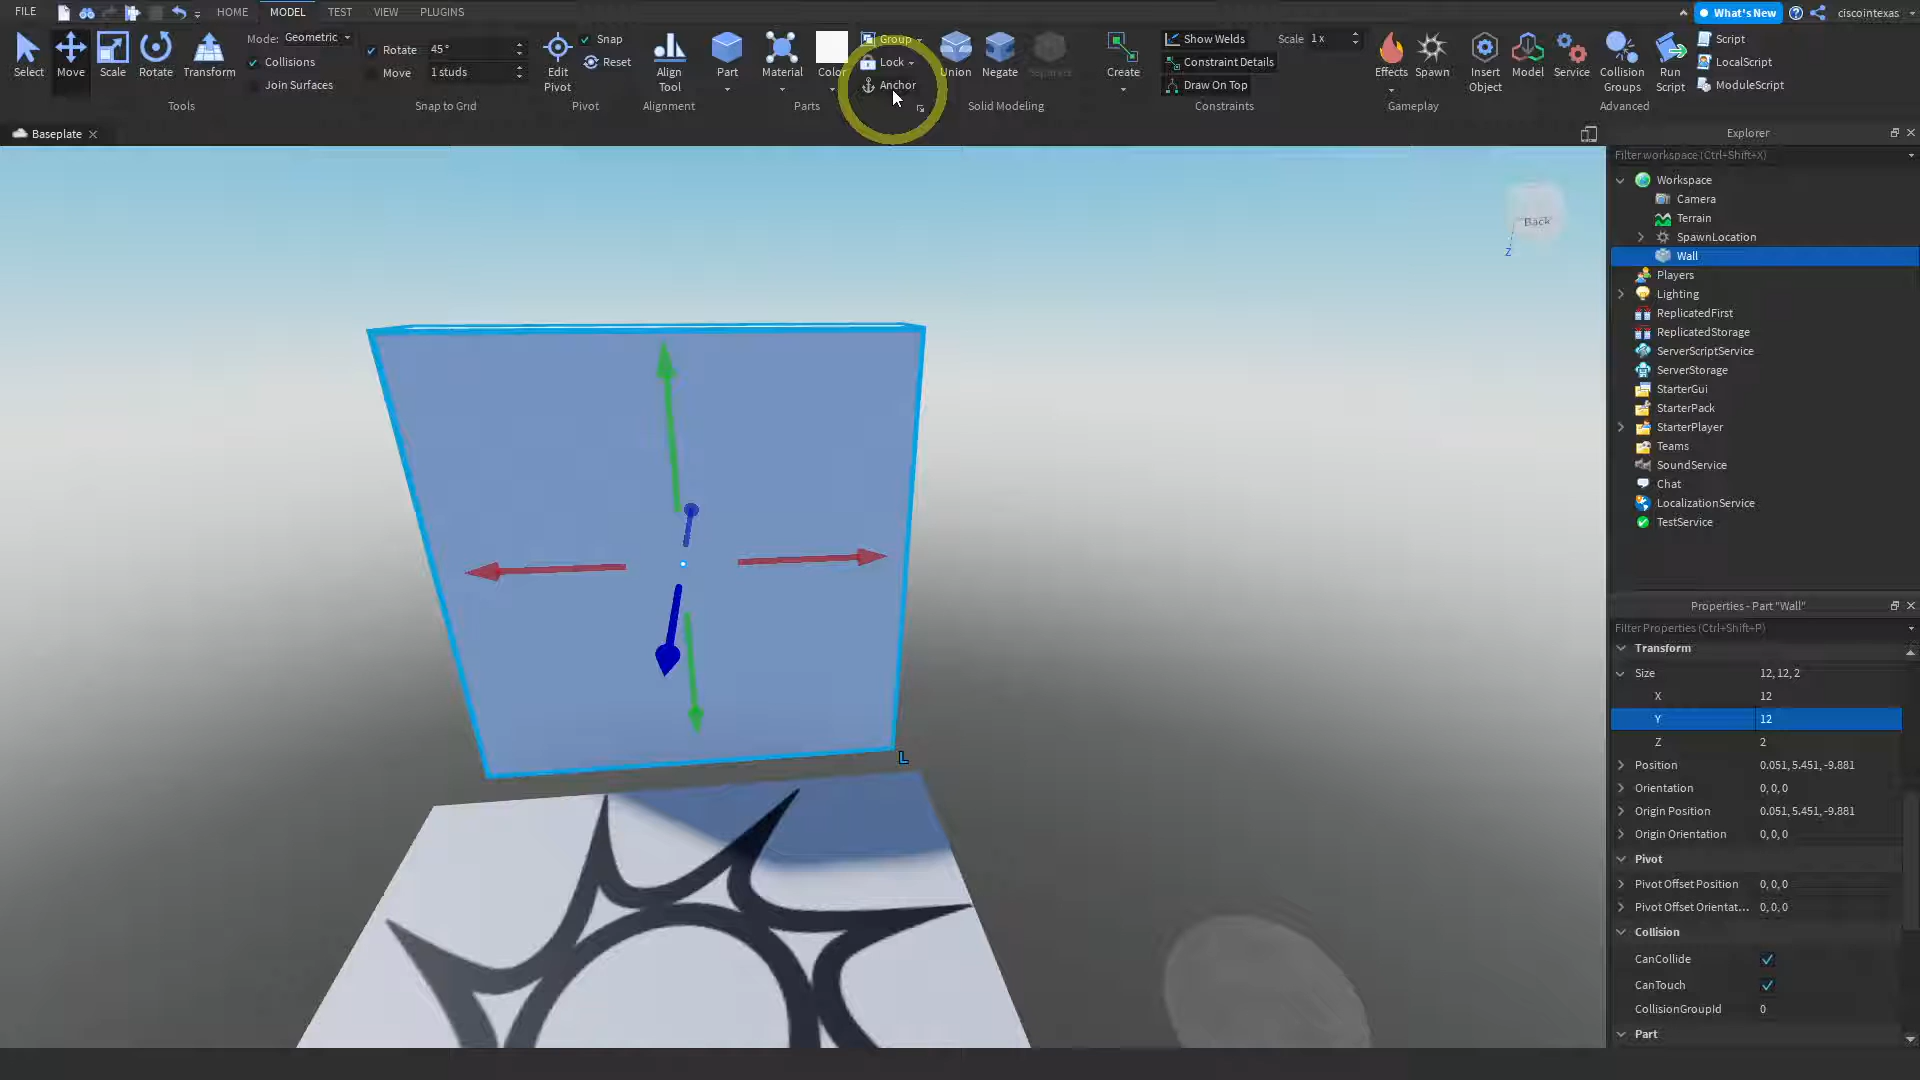 FILE HOME MODEL TEST VIEW PLUGINS What's New ciscointexas
Select Move Scale Rotate Transform
Mode: Geometric
Collisions
Join Surfaces
Tools
Rotate 45°
Move 1 studs
Snap to Grid
Edit Pivot
Snap
Reset
Pivot
Align Tool
Alignment
Part Material Color
Group
Lock
Anchor
Parts
Union Negate Separate
Solid Modeling
Create
Show Welds
Constraint Details
Draw On Top
Scale 1 x
Constraints
Effects Spawn
Gameplay
Insert Object
Model Service
Collision Groups
Run Script
Script
LocalScript
ModuleScript
Advanced
Baseplate
Back
Z
L
Explorer
Filter workspace (Ctrl+Shift+X)
Workspace
Camera
Terrain
SpawnLocation
Wall
Players
Lighting
ReplicatedFirst
ReplicatedStorage
ServerScriptService
ServerStorage
StarterGui
StarterPack
StarterPlayer
Teams
SoundService
Chat
LocalizationService
TestService
Properties - Part "Wall"
Filter Properties (Ctrl+Shift+P)
Transform
Size 12, 12, 2
X 12
Y 12
Z 2
Position 0.051, 5.451, -9.881
Orientation 0, 0, 0
Origin Position 0.051, 5.451, -9.881
Origin Orientation 0, 0, 0
Pivot
Pivot Offset Position 0, 0, 0
Pivot Offset Orientat... 0, 0, 0
Collision
CanCollide
CanTouch
CollisionGroupId 0
Part